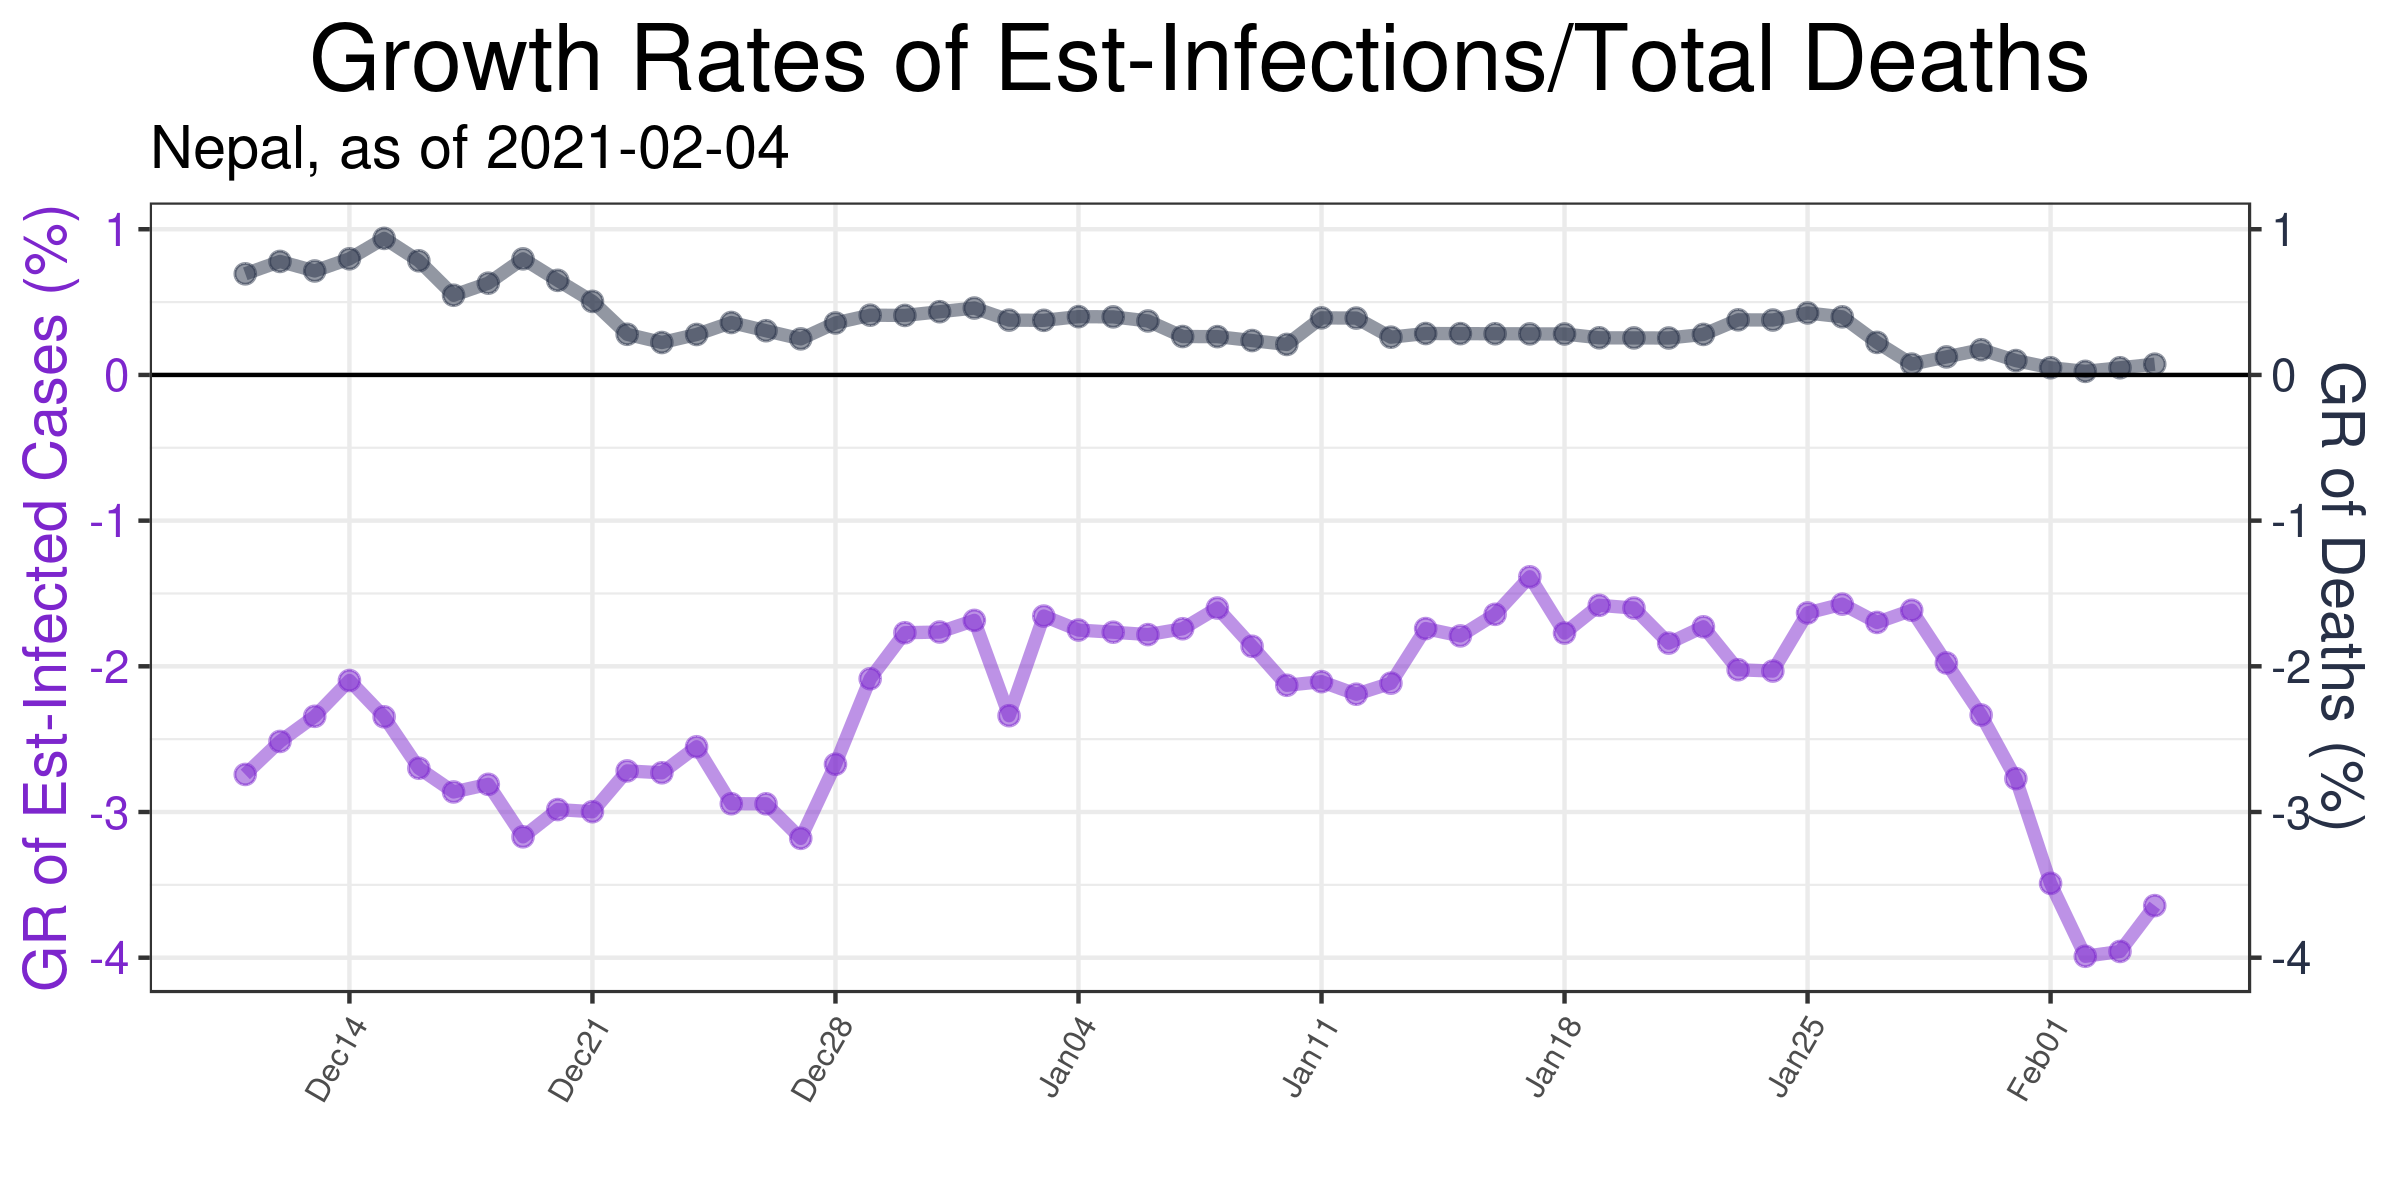 Growth Rates of Est-Infections/Total Deaths
Nepal, as of 2021-02-04
GR of Est-Infected Cases (%)
1
0
-1
-2
-3
-4
1
0
-1
-2
-3
-4
GR of Deaths (%)
Dec14
Dec21
Dec28
Jan04
Jan11
Jan18
Jan25
Feb01